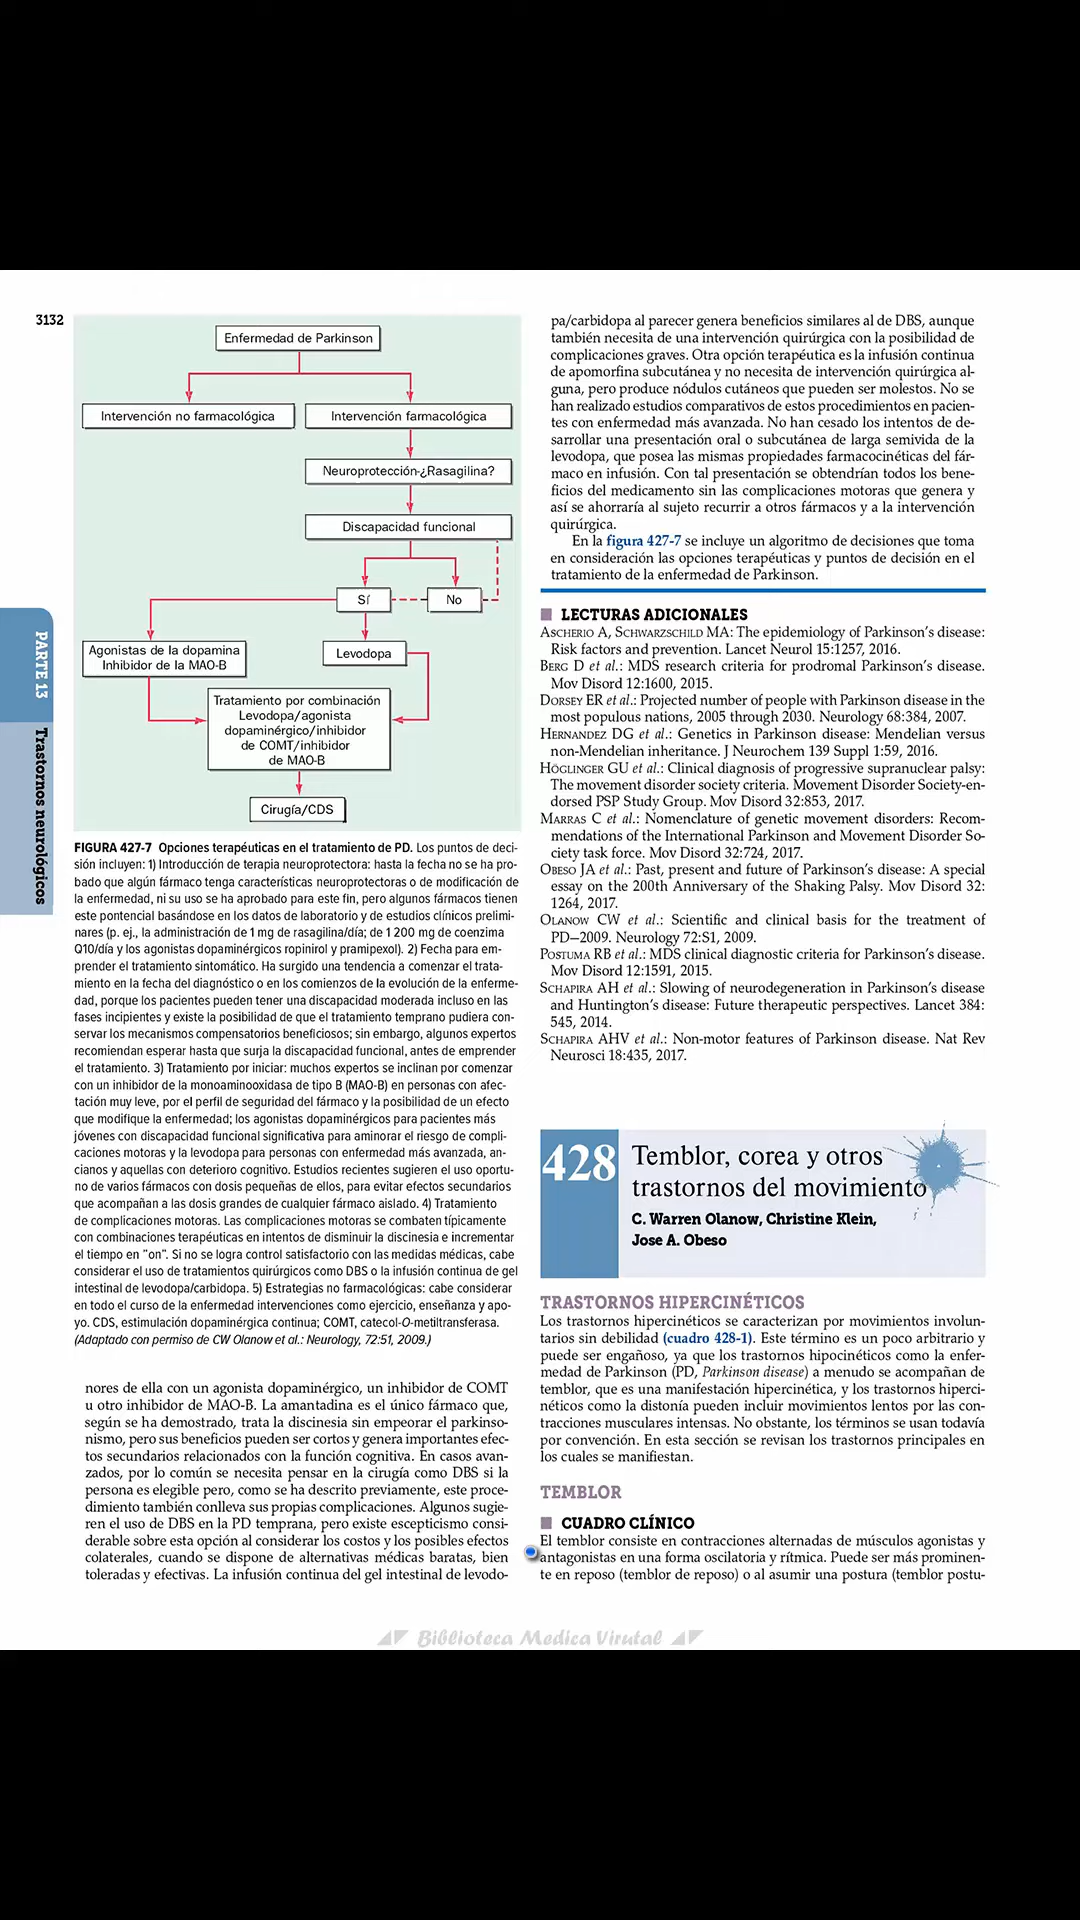 3132
Enfermedad de Parkinson
Intervención no farmacológica
Intervención farmacológica
Neuroprotección-¿Rasagilina?
Discapacidad funcional
Sí
No
Agonistas de la dopamina
Inhibidor de la MAO-B
Levodopa
Tratamiento por combinación
Levodopa/agonista
dopaminérgico/inhibidor
de COMT/inhibidor
de MAO-B
Cirugía/CDS
PARTE 13
Trastornos neurológicos
FIGURA 427-7 Opciones terapéuticas en el tratamiento de PD. Los puntos de deci-
sión incluyen: 1) Introducción de terapia neuroprotectora: hasta la fecha no se ha pro-
bado que algún fármaco tenga características neuroprotectoras o de modificación de
la enfermedad, ni su uso se ha aprobado para este fin, pero algunos fármacos tienen
este pontencial basándose en los datos de laboratorio y de estudios clínicos prelimi-
nares (p. ej., la administración de 1 mg de rasagilina/día; de 1 200 mg de coenzima
Q10/día y los agonistas dopaminérgicos ropinirol y pramipexol). 2) Fecha para em-
prender el tratamiento sintomático. Ha surgido una tendencia a comenzar el trata-
miento en la fecha del diagnóstico o en los comienzos de la evolución de la enferme-
dad, porque los pacientes pueden tener una discapacidad moderada incluso en las
fases incipientes y existe la posibilidad de que el tratamiento temprano pudiera con-
servar los mecanismos compensatorios beneficiosos; sin embargo, algunos expertos
recomiendan esperar hasta que surja la discapacidad funcional, antes de emprender
el tratamiento. 3) Tratamiento por iniciar: muchos expertos se inclinan por comenzar
con un inhibidor de la monoaminooxidasa de tipo B (MAO-B) en personas con afec-
tación muy leve, por el perfil de seguridad del fármaco y la posibilidad de un efecto
que modifique la enfermedad; los agonistas dopaminérgicos para pacientes más
jóvenes con discapacidad funcional significativa para aminorar el riesgo de compli-
caciones motoras y la levodopa para personas con enfermedad más avanzada, an-
cianos y aquellas con deterioro cognitivo. Estudios recientes sugieren el uso oportu-
no de varios fármacos con dosis pequeñas de ellos, para evitar efectos secundarios
que acompañan a las dosis grandes de cualquier fármaco aislado. 4) Tratamiento
de complicaciones motoras. Las complicaciones motoras se combaten típicamente
con combinaciones terapéuticas en intentos de disminuir la discinesia e incrementar
el tiempo en "on". Si no se logra control satisfactorio con las medidas médicas, cabe
considerar el uso de tratamientos quirúrgicos como DBS o la infusión continua de gel
intestinal de levodopa/carbidopa. 5) Estrategias no farmacológicas: cabe considerar
en todo el curso de la enfermedad intervenciones como ejercicio, enseñanza y apo-
yo. CDS, estimulación dopaminérgica continua; COMT, catecol-O-metiltransferasa.
(Adaptado con permiso de CW Olanow et al.: Neurology, 72:51, 2009.)
nores de ella con un agonista dopaminérgico, un inhibidor de COMT
u otro inhibidor de MAO-B. La amantadina es el único fármaco que,
según se ha demostrado, trata la discinesia sin empeorar el parkinso-
nismo, pero sus beneficios pueden ser cortos y genera importantes efec-
tos secundarios relacionados con la función cognitiva. En casos avan-
zados, por lo común se necesita pensar en la cirugía como DBS si la
persona es elegible pero, como se ha descrito previamente, este proce-
dimiento también conlleva sus propias complicaciones. Algunos sugie-
ren el uso de DBS en la PD temprana, pero existe escepticismo consi-
derable sobre esta opción al considerar los costos y los posibles efectos
colaterales, cuando se dispone de alternativas médicas baratas, bien
toleradas y efectivas. La infusión continua del gel intestinal de levodo-
pa/carbidopa al parecer genera beneficios similares al de DBS, aunque
también necesita de una intervención quirúrgica con la posibilidad de
complicaciones graves. Otra opción terapéutica es la infusión continua
de apomorfina subcutánea y no necesita de intervención quirúrgica al-
guna, pero produce nódulos cutáneos que pueden ser molestos. No se
han realizado estudios comparativos de estos procedimientos en pacien-
tes con enfermedad más avanzada. No han cesado los intentos de de-
sarrollar una presentación oral o subcutánea de larga semivida de la
levodopa, que posea las mismas propiedades farmacocinéticas del fár-
maco en infusión. Con tal presentación se obtendrían todos los bene-
ficios del medicamento sin las complicaciones motoras que genera y
así se ahorraría al sujeto recurrir a otros fármacos y a la intervención
quirúrgica.
En la figura 427-7 se incluye un algoritmo de decisiones que toma
en consideración las opciones terapéuticas y puntos de decisión en el
tratamiento de la enfermedad de Parkinson.
LECTURAS ADICIONALES
Ascherio A, Schwarzschild MA: The epidemiology of Parkinson's disease:
Risk factors and prevention. Lancet Neurol 15:1257, 2016.
Berg D et al.: MDS research criteria for prodromal Parkinson's disease.
Mov Disord 12:1600, 2015.
Dorsey ER et al.: Projected number of people with Parkinson disease in the
most populous nations, 2005 through 2030. Neurology 68:384, 2007.
Hernandez DG et al.: Genetics in Parkinson disease: Mendelian versus
non-Mendelian inheritance. J Neurochem 139 Suppl 1:59, 2016.
Höglinger GU et al.: Clinical diagnosis of progressive supranuclear palsy:
The movement disorder society criteria. Movement Disorder Society-en-
dorsed PSP Study Group. Mov Disord 32:853, 2017.
Marras C et al.: Nomenclature of genetic movement disorders: Recom-
mendations of the International Parkinson and Movement Disorder So-
ciety task force. Mov Disord 32:724, 2017.
Obeso JA et al.: Past, present and future of Parkinson's disease: A special
essay on the 200th Anniversary of the Shaking Palsy. Mov Disord 32:
1264, 2017.
Olanow CW et al.: Scientific and clinical basis for the treatment of
PD—2009. Neurology 72:S1, 2009.
Postuma RB et al.: MDS clinical diagnostic criteria for Parkinson's disease.
Mov Disord 12:1591, 2015.
Schapira AH et al.: Slowing of neurodegeneration in Parkinson's disease
and Huntington's disease: Future therapeutic perspectives. Lancet 384:
545, 2014.
Schapira AHV et al.: Non-motor features of Parkinson disease. Nat Rev
Neurosci 18:435, 2017.
428
Temblor, corea y otros
trastornos del movimiento
C. Warren Olanow, Christine Klein,
Jose A. Obeso
TRASTORNOS HIPERCINÉTICOS
Los trastornos hipercinéticos se caracterizan por movimientos involun-
tarios sin debilidad (cuadro 428-1). Este término es un poco arbitrario y
puede ser engañoso, ya que los trastornos hipocinéticos como la enfer-
medad de Parkinson (PD, Parkinson disease) a menudo se acompañan de
temblor, que es una manifestación hipercinética, y los trastornos hiperci-
néticos como la distonía pueden incluir movimientos lentos por las con-
tracciones musculares intensas. No obstante, los términos se usan todavía
por convención. En esta sección se revisan los trastornos principales en
los cuales se manifiestan.
TEMBLOR
CUADRO CLÍNICO
El temblor consiste en contracciones alternadas de músculos agonistas y
antagonistas en una forma oscilatoria y rítmica. Puede ser más prominen-
te en reposo (temblor de reposo) o al asumir una postura (temblor postu-
Biblioteca Medica Virutal